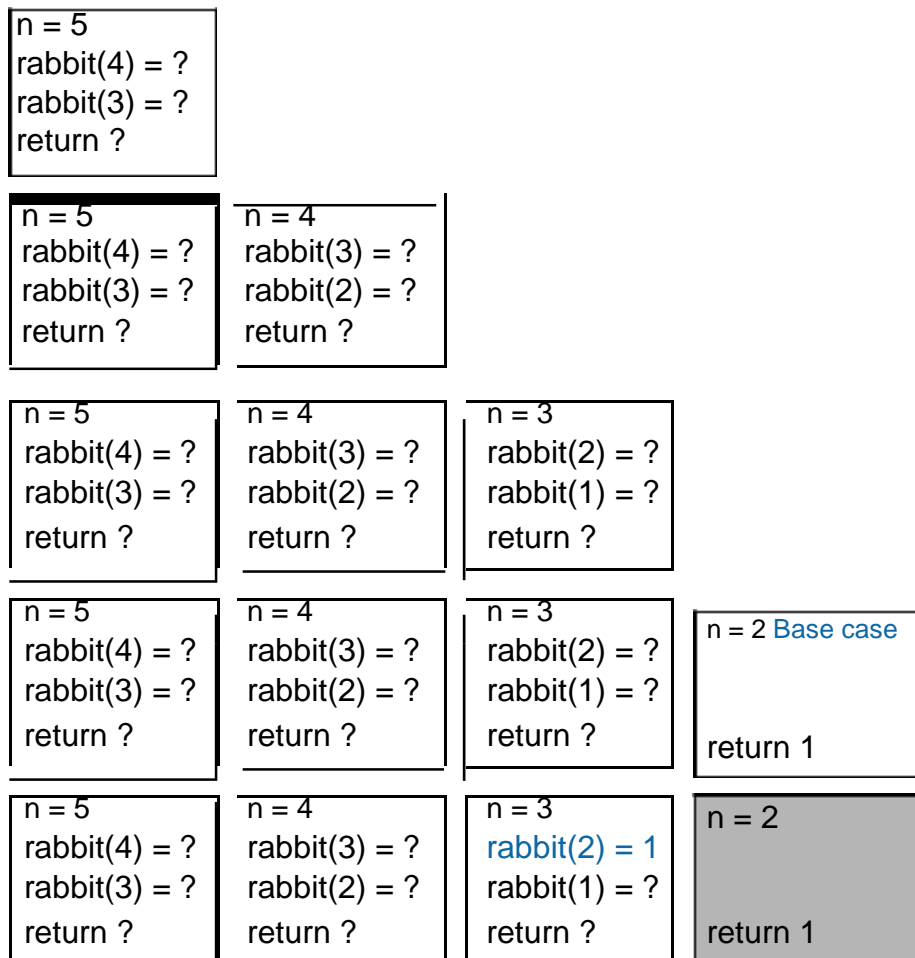 n = 5
rabbit(4) = ?
rabbit(3) = ?
return ?
n = 5
rabbit(4) = ?
rabbit(3) = ?
return ?
n = 4
rabbit(3) = ?
rabbit(2) = ?
return ?
n = 5
rabbit(4) = ?
rabbit(3) = ?
return ?
n = 4
rabbit(3) = ?
rabbit(2) = ?
return ?
n = 3
rabbit(2) = ?
rabbit(1) = ?
return ?
n = 5
rabbit(4) = ?
rabbit(3) = ?
return ?
n = 4
rabbit(3) = ?
rabbit(2) = ?
return ?
n = 3
rabbit(2) = ?
rabbit(1) = ?
return ?
n = 2 Base case
return 1
n = 5
rabbit(4) = ?
rabbit(3) = ?
return ?
n = 4
rabbit(3) = ?
rabbit(2) = ?
return ?
n = 3
rabbit(2) = 1
rabbit(1) = ?
return ?
n = 2
return 1